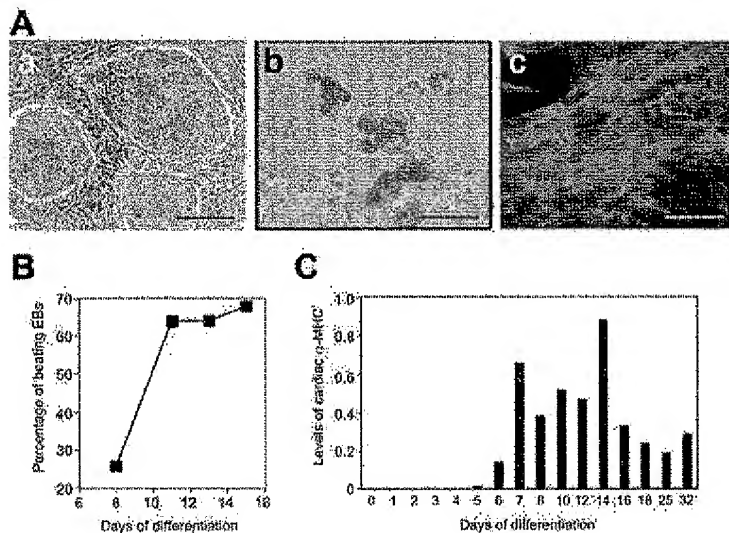 A
a
b
c
B
Percentage of beating EBs
70
60
50
40
30
20
6
8
10
12
14
16
Days of differentiation
C
Levels of cardiac α-MHC
1.0
0.8
0.6
0.4
0.2
0
0 1 2 3 4 5 6 7 8 10 12 14 16 18 25 32
Days of differentiation